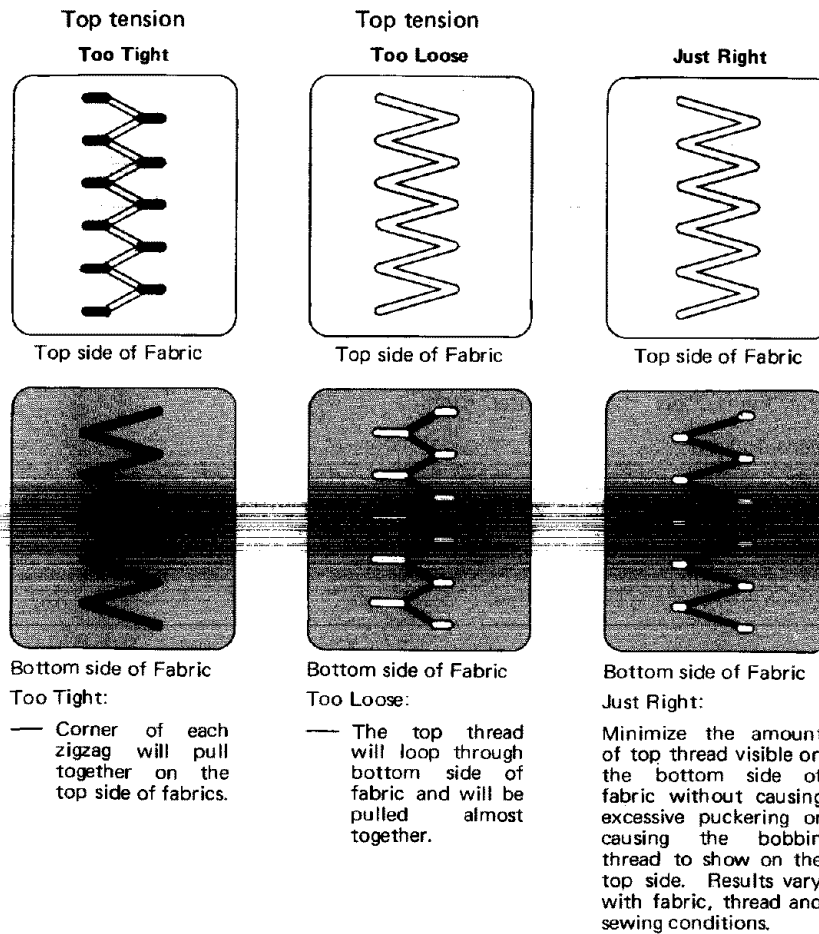 Top tension
Too Tight
Top side of Fabric
Bottom side of Fabric
Too Tight:
— Corner of each
zigzag will pull
together on the
top side of fabrics.
Top tension
Too Loose
Top side of Fabric
Bottom side of Fabric
Too Loose:
— The top thread
will loop through
bottom side of
fabric and will be
pulled almost
together.
Just Right
Top side of Fabric
Bottom side of Fabric
Just Right:
Minimize the amount
of top thread visible on
the bottom side of
fabric without causing
excessive puckering or
causing the bobbin
thread to show on the
top side. Results vary
with fabric, thread and
sewing conditions.